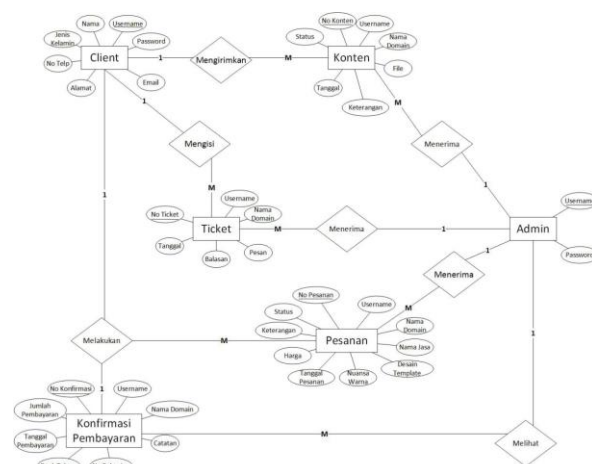 Nama
Username
Jenis
Kelamin
Password
Client
No Telp
Email
Alamat
1
Mengirimkan
M
No Konten
Username
Status
Nama
Domain
Konten
File
Tanggal
Keterangan
1
M
Mengisi
Menerima
M
1
No Ticket
Username
Nama
Domain
Ticket
Tanggal
Balasan
Pesan
M
Menerima
1
Username
Admin
Password
1
1
Menerima
M
1
No Pesanan
Username
Status
Keterangan
Nama
Domain
Pesanan
Nama Jasa
Harga
Desain
Template
Tanggal
Pesanan
Nuansa
Warna
Melakukan
M
1
1
No Konfirmasi
Username
Jumlah
Pembayaran
Nama Domain
Konfirmasi
Pembayaran
Tanggal
Pembayaran
Catatan
M
Melihat